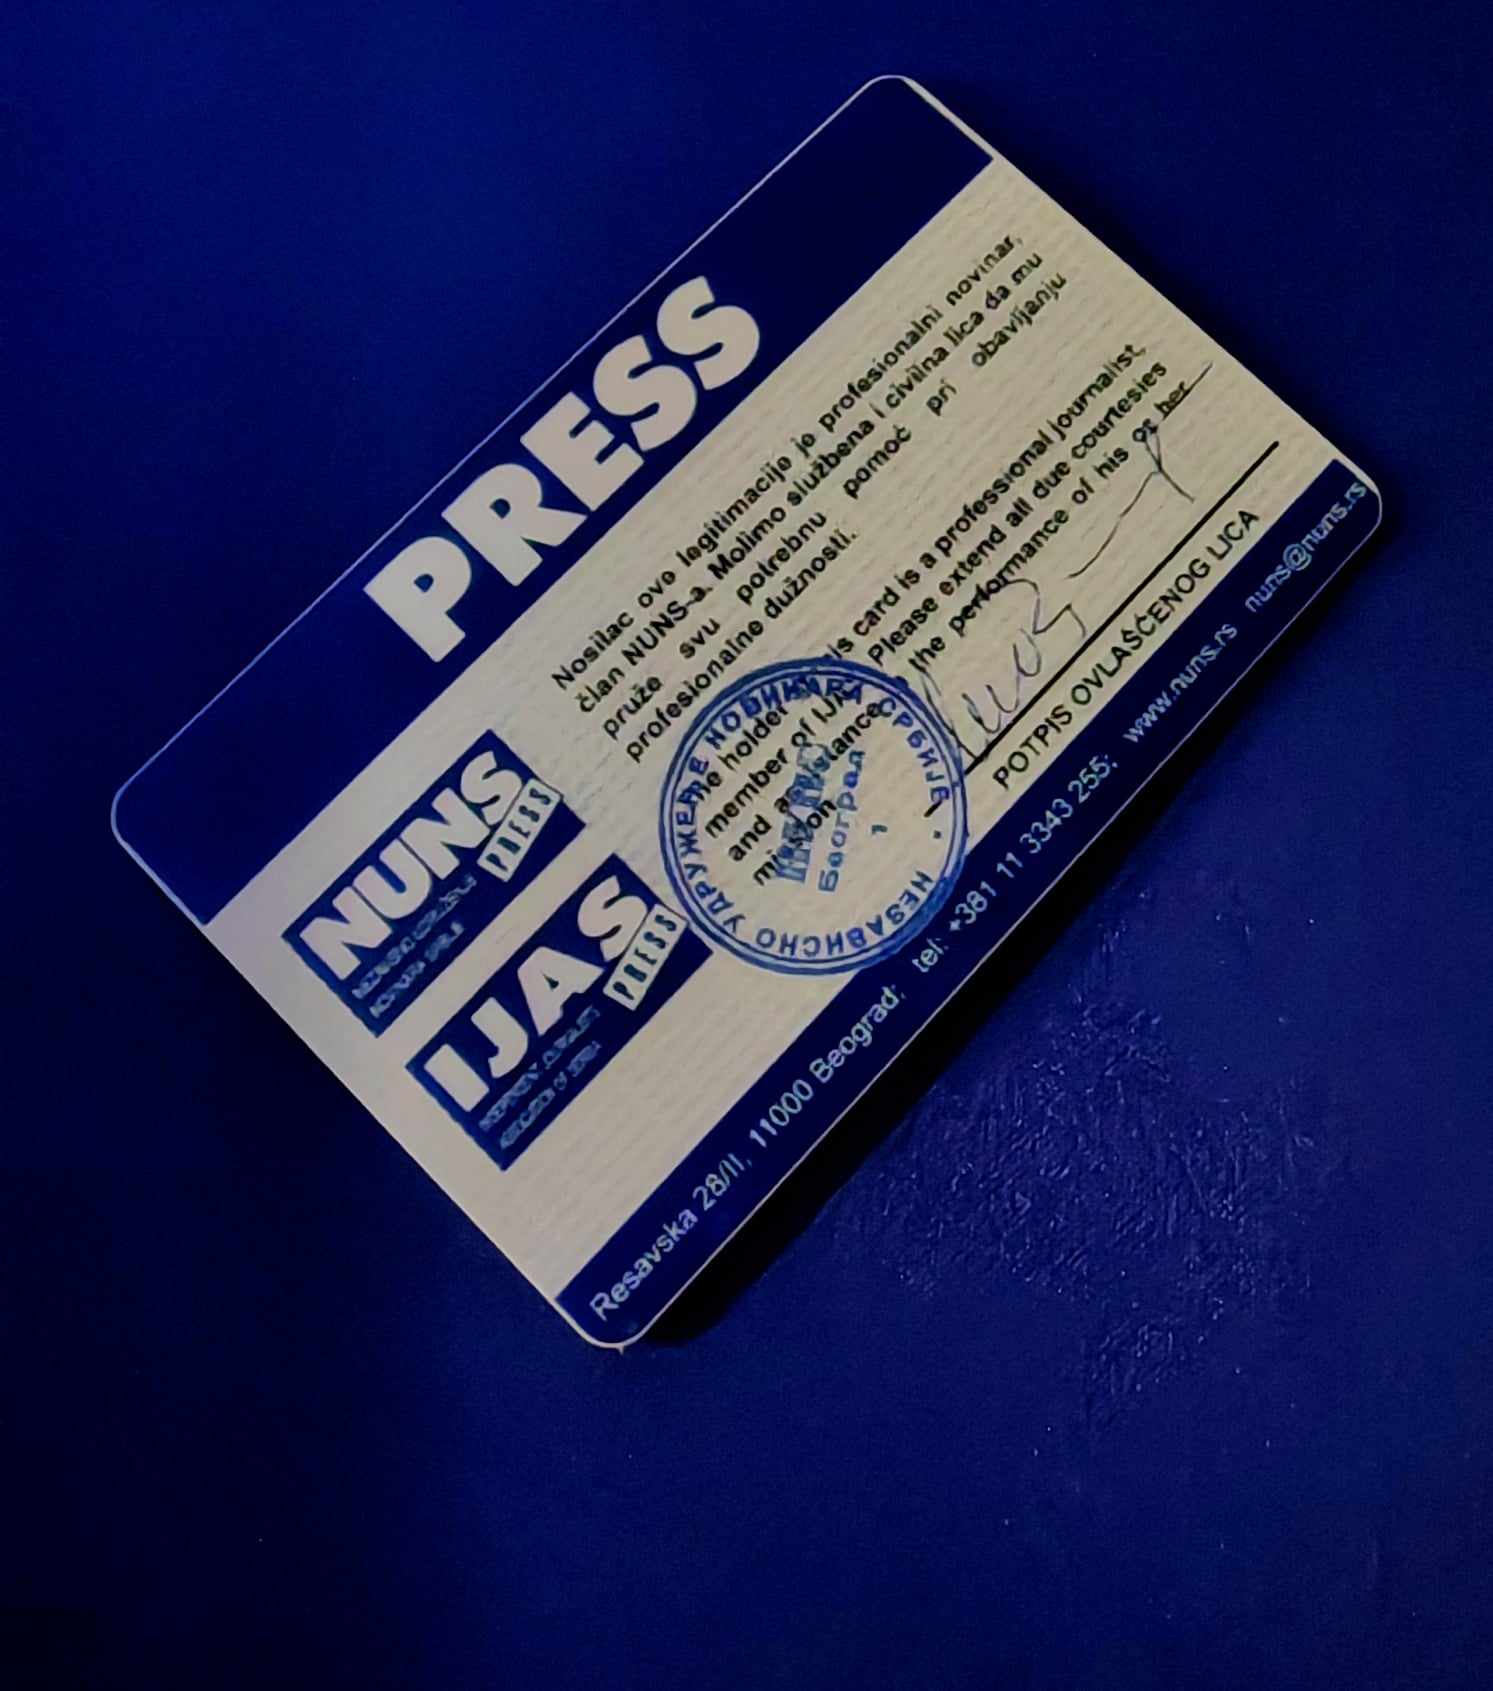 PRESS
Nosilac ove legitimacije je profesionalni novinar,
član NUNS-a. Molimo službena i civilna lica da mu
pruže svu potrebnu pomoć pri obavljanju
profesionalne dužnosti.
holder is card is a professional journalist,
member of Please extend all due courtesies
and assistance the performance of his or her
mission
NUNS
PRESS
IJAS
PRESS
НЕЗАВИСНО УДРУЖЕЊЕ НОВИНАРА СРБИЈЕ
Београд
1
POTPIS OVLAŠĆENOG LICA
Resavska 28/II, 11000 Beograd; tel: +381 11 3343 255; www.nuns.rs nuns@nuns.rs